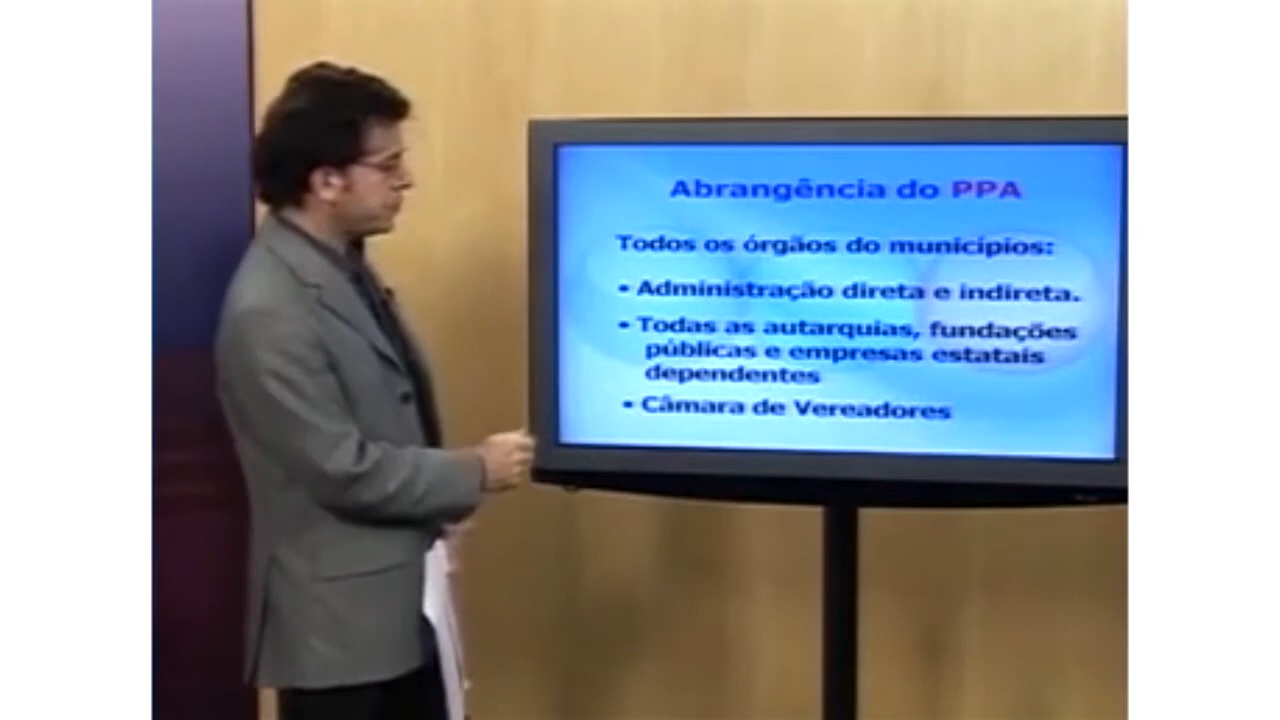 Abrangência do PPA
Todos os órgãos do municípios:
• Administração direta e indireta.
• Todas as autarquias, fundações
públicas e empresas estatais
dependentes
• Câmara de Vereadores